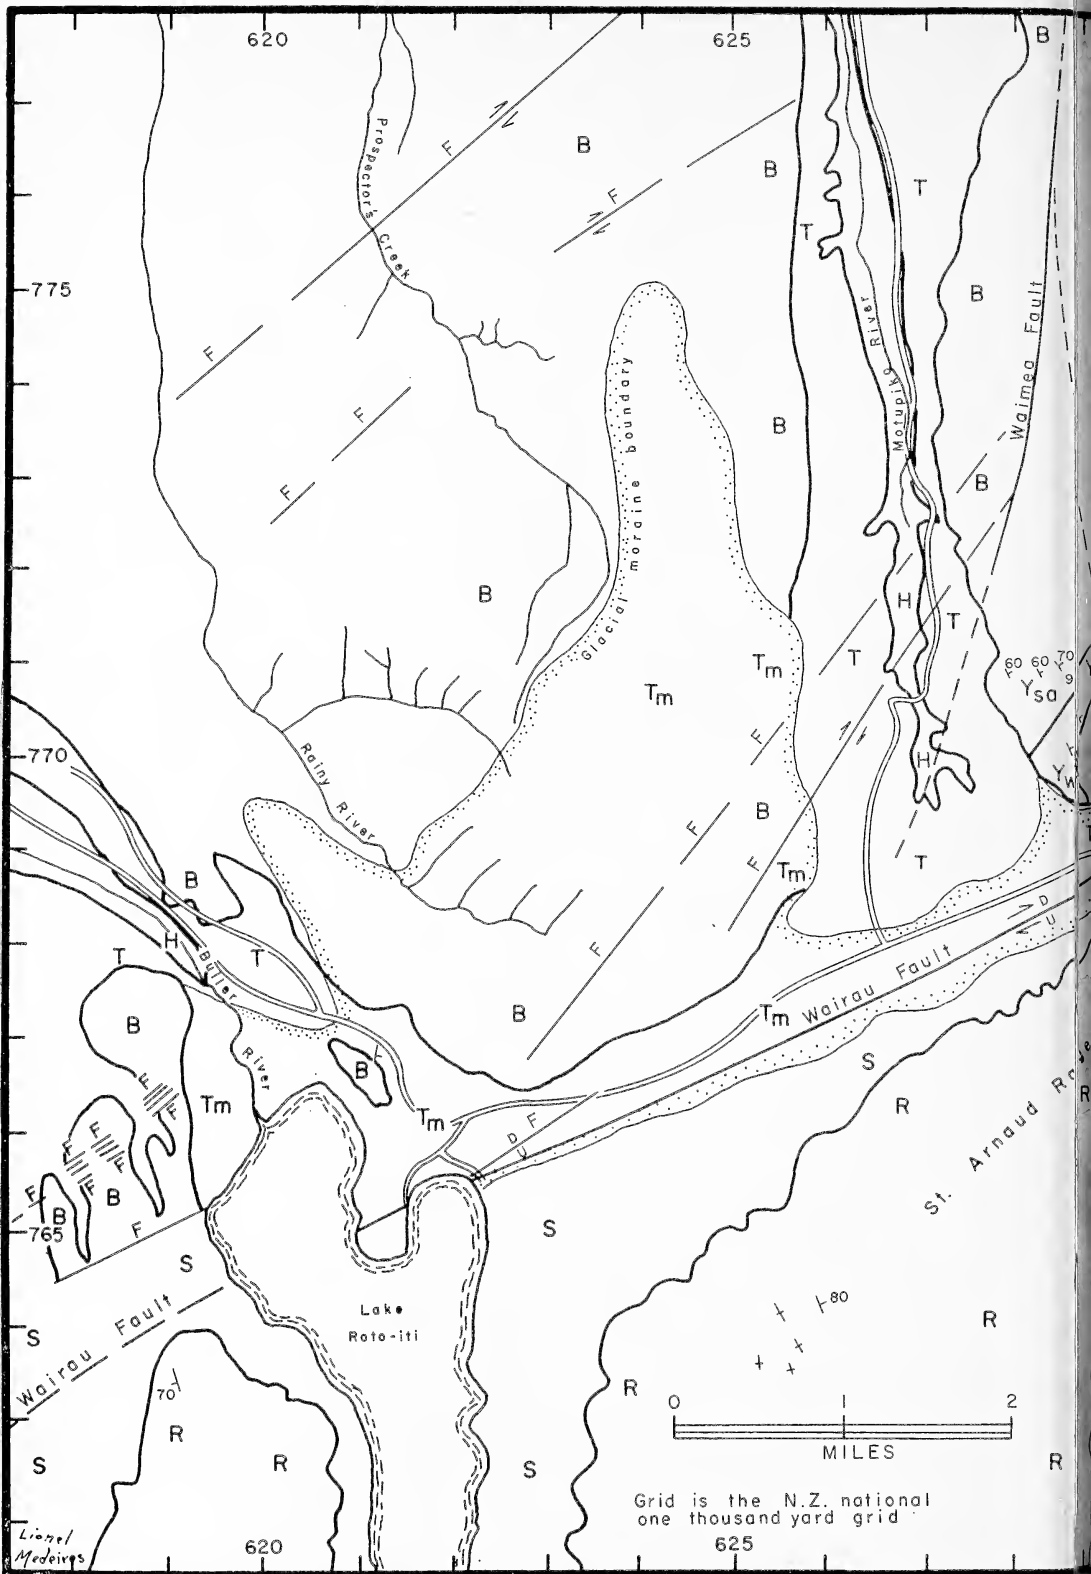 620
625
B
Prospector's Creek
F
B
B
F
T
T
775
B
Waimea Fault
F
Motupiko River
F
Glacial moraine boundary
B
B
F
B
H
T
T
Tm
Tm
60
60
70
9
Ysa
F
770
Rainy River
H
Yw
B
F
F
Tm
T
B
H
T
D
U
Buller River
F
Wairau Fault
B
B
Tm
B
S
F
Tm
Tm
F
D
U
R
R
St. Arnaud Range
F
F
F
F
F
B
B
F
765
S
S
Wairau Fault
Lake
Roto-iti
80
S
R
70
R
0 1 2
MILES
R
R
S
S
R
Grid is the N.Z. national
one thousand yard grid
Lionel
Medeiros
620
625